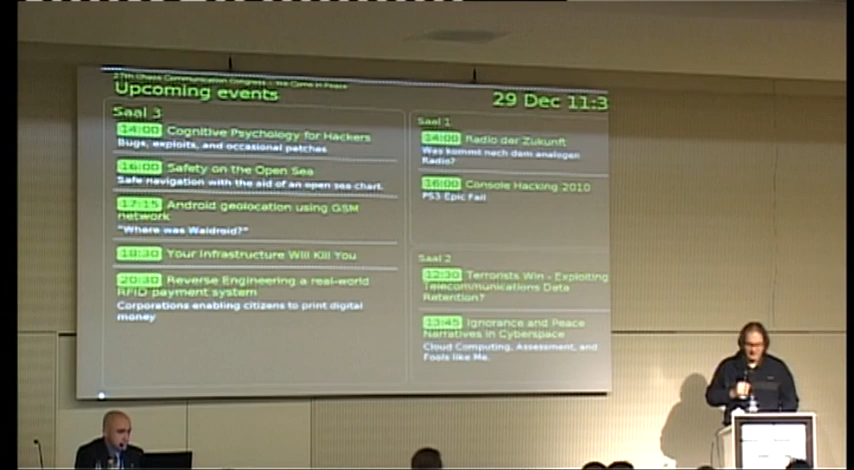 27th Chaos Communication Congress - We Come in Peace
Upcoming events
29 Dec 11:3
Saal 3
14:00 Cognitive Psychology for Hackers
Bugs, exploits, and occasional patches
16:00 Safety on the Open Sea
Safe navigation with the aid of an open sea chart.
17:15 Android geolocation using GSM
network
"Where was Waldroid?"
18:30 Your Infrastructure Will Kill You
20:30 Reverse Engineering a real-world
RFID payment system
Corporations enabling citizens to print digital
money
Saal 1
14:00 Radio der Zukunft
Was kommt nach dem analogen
Radio?
16:00 Console Hacking 2010
PS3 Epic Fail
Saal 2
12:30 Terrorists Win - Exploiting
Telecommunications Data
Retention?
13:45 Ignorance and Peace
Narratives in Cyberspace
Cloud Computing, Assessment, and
Fools like Me.